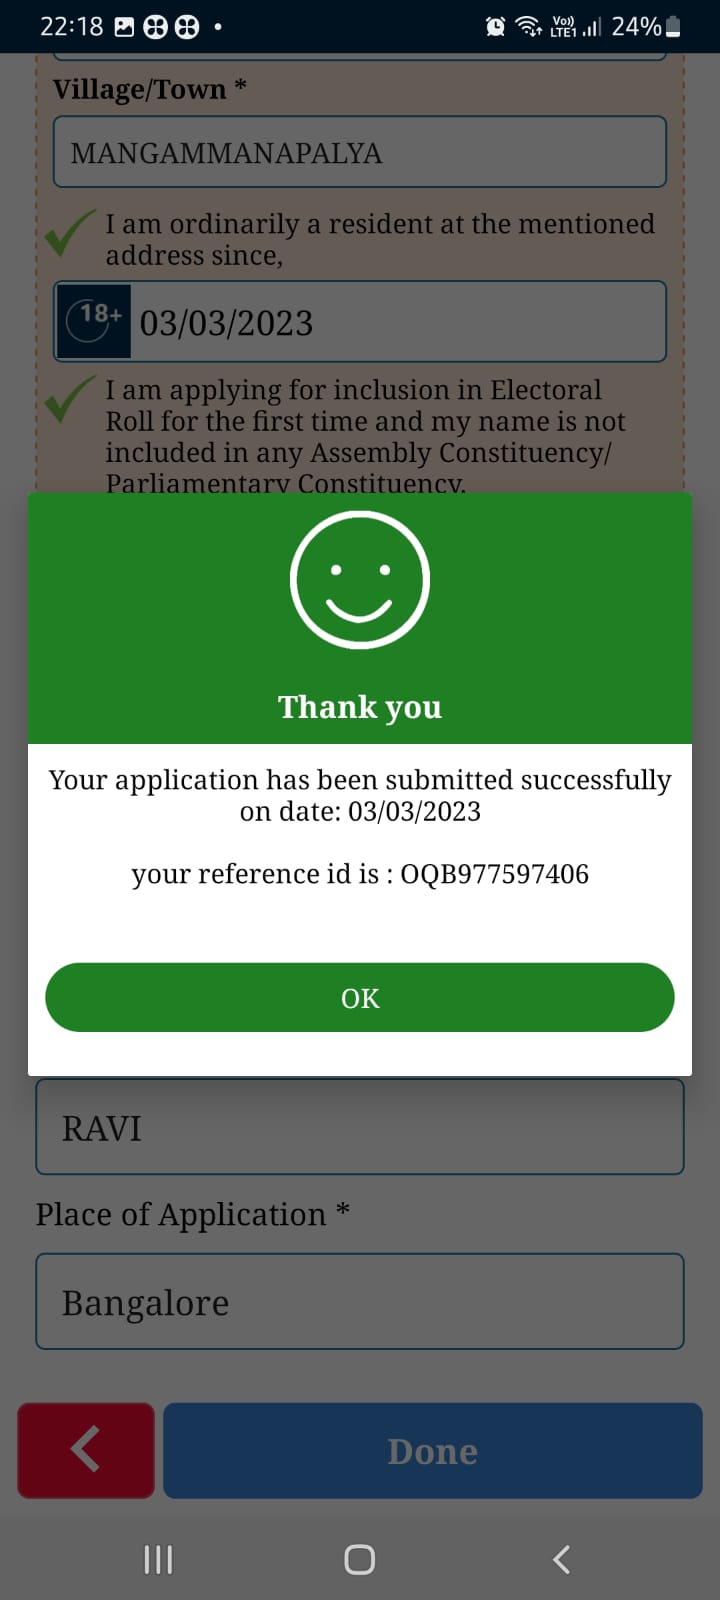 22:18
Vo)) LTE1 24%
Village/Town *
MANGAMMANAPALYA
I am ordinarily a resident at the mentioned
address since,
18+ 03/03/2023
I am applying for inclusion in Electoral
Roll for the first time and my name is not
included in any Assembly Constituency/
Parliamentary Constituency.
Thank you
Your application has been submitted successfully
on date: 03/03/2023
your reference id is : OQB977597406
OK
RAVI
Place of Application *
Bangalore
Done